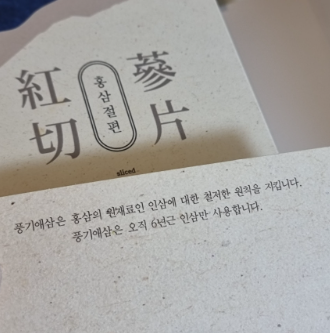 紅蔘
切片
홍삼절편
sliced
풍기애삼은 홍삼의 원재료인 인삼에 대한 철저한 원칙을 지킵니다.
풍기애삼은 오직 6년근 인삼만 사용합니다.